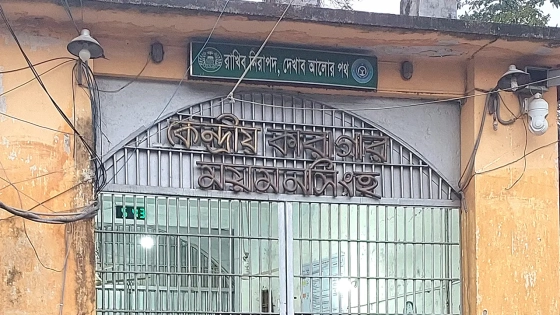 রাখিব নিরাপদ, দেখাব আলোর পথ
কেন্দ্রীয় কারাগার
ময়মনসিংহ